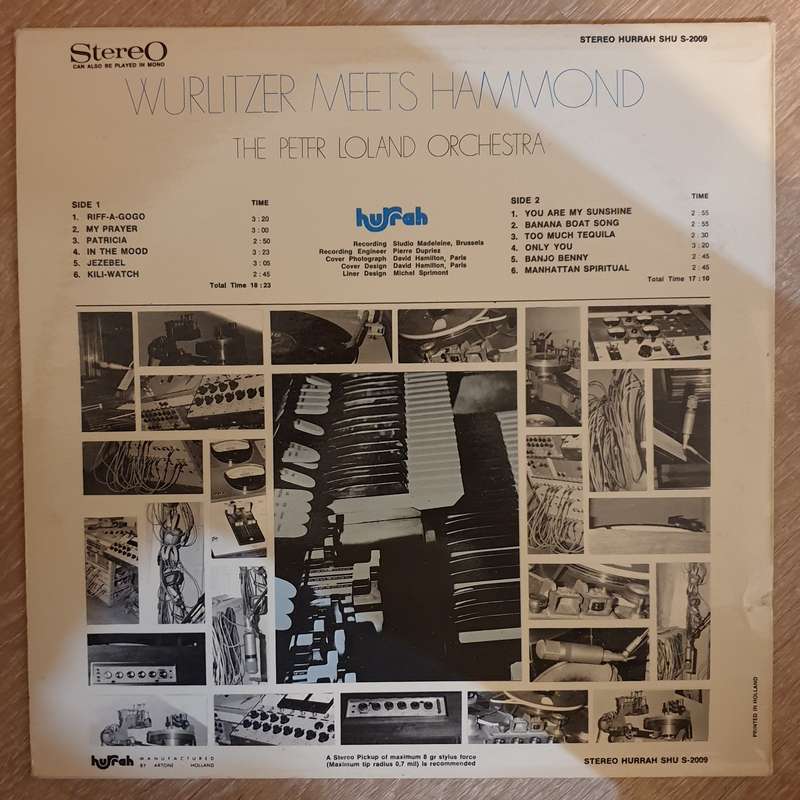 StereO
CAN ALSO BE PLAYED IN MONO
STEREO HURRAH SHU S-2009
WURLITZER MEETS HAMMOND
THE PETER LOLAND ORCHESTRA
SIDE 1 TIME
1. RIFF-A-GOGO 3:20
2. MY PRAYER 3:00
3. PATRICIA 2:50
4. IN THE MOOD 3:23
5. JEZEBEL 3:05
6. KILI-WATCH 2:45
Total Time 18:23
hurrah
Recording Studio Madeleine, Brussels
Recording Engineer Pierre Dupriez
Cover Photograph David Hamilton, Paris
Cover Design David Hamilton, Paris
Liner Design Michel Sprimont
SIDE 2 TIME
1. YOU ARE MY SUNSHINE 2:55
2. BANANA BOAT SONG 2:55
3. TOO MUCH TEQUILA 2:30
4. ONLY YOU 3:20
5. BANJO BENNY 2:45
6. MANHATTAN SPIRITUAL 2:45
Total Time 17:10
PRINTED IN HOLLAND
hurrah MANUFACTURED
BY ARTONE - HOLLAND
A Stereo Pickup of maximum 8 gr stylus force
(Maximum tip radius 0,7 mil) is recommended
STEREO HURRAH SHU S-2009